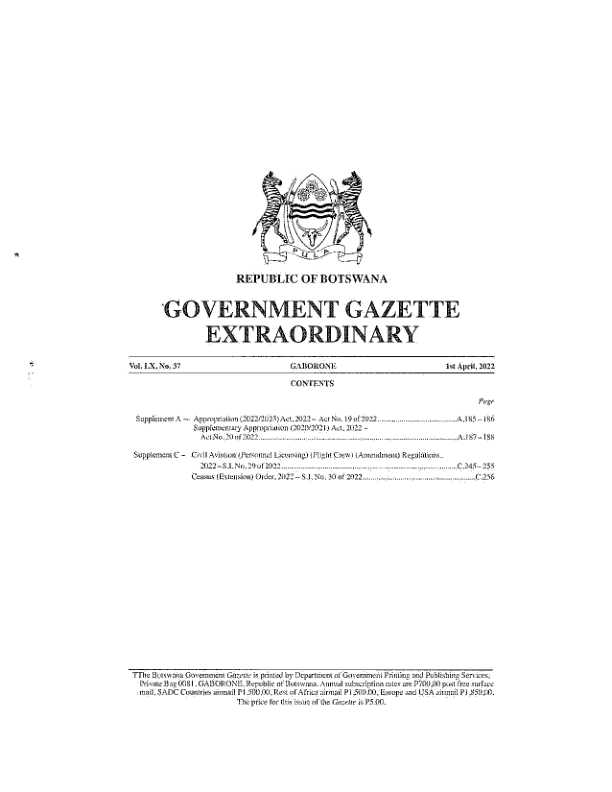 PULA
REPUBLIC OF BOTSWANA
GOVERNMENT GAZETTE
EXTRAORDINARY
Vol. LX, No. 37 GABORONE 1st April, 2022
CONTENTS
Page
Supplement A — Appropriation (2022/2023) Act, 2022 – Act No. 19 of 2022....................................A.185 – 186
Supplementary Appropriation (2020/2021) Act, 2022 –
Act No. 20 of 2022....................................A.187 – 188
Supplement C – Civil Aviation (Personnel Licensing) (Flight Crew) (Amendment) Regulations..
2022 – S.I. No. 29 of 2022....................................C.245 – 255
Census (Extension) Order, 2022 – S.I. No. 30 of 2022....................................C.256
TThe Botswana Government Gazette is printed by Department of Government Printing and Publishing Services,
Private Bag 0081, GABORONE, Republic of Botswana. Annual subscription rates are P700,00 post free surface
mail, SADC Countries airmail P1,500,00, Rest of Africa airmail P1,500,00, Europe and USA airmail P1,850,00.
The price for this issue of the Gazette is P5.00.